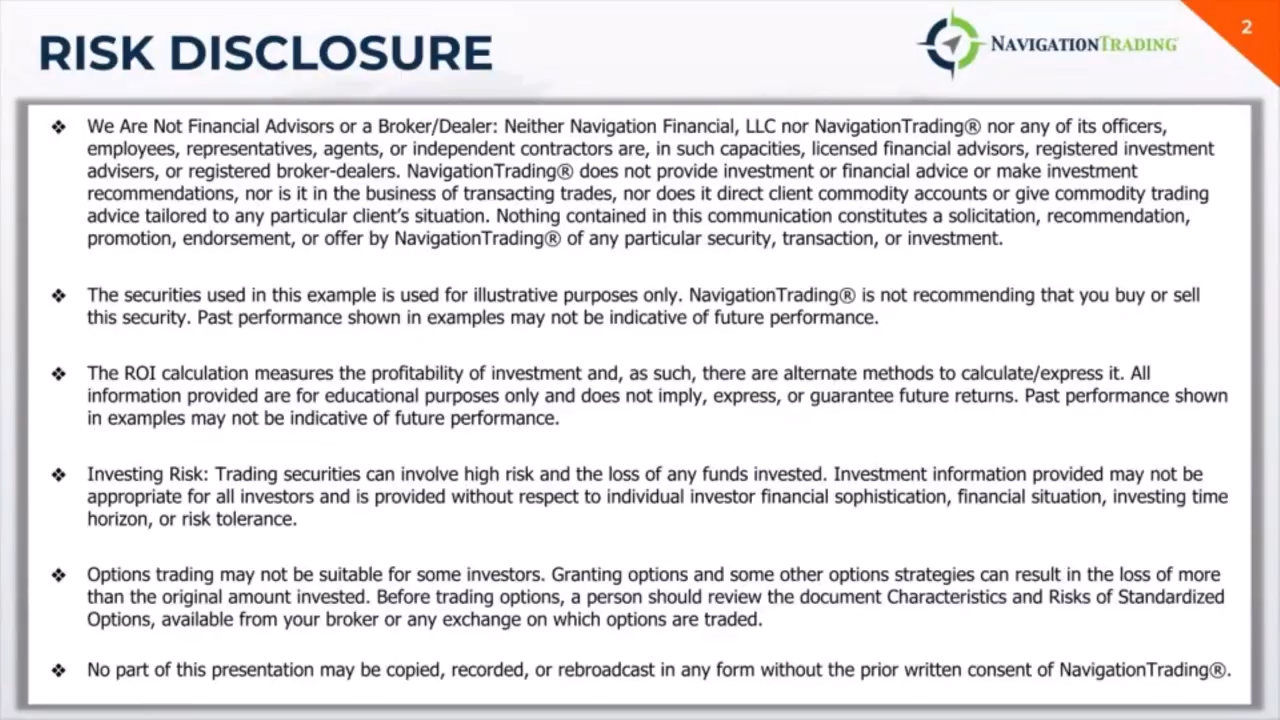 RISK DISCLOSURE
NAVIGATIONTRADING®
2
❖ We Are Not Financial Advisors or a Broker/Dealer: Neither Navigation Financial, LLC nor NavigationTrading® nor any of its officers,
employees, representatives, agents, or independent contractors are, in such capacities, licensed financial advisors, registered investment
advisers, or registered broker-dealers. NavigationTrading® does not provide investment or financial advice or make investment
recommendations, nor is it in the business of transacting trades, nor does it direct client commodity accounts or give commodity trading
advice tailored to any particular client's situation. Nothing contained in this communication constitutes a solicitation, recommendation,
promotion, endorsement, or offer by NavigationTrading® of any particular security, transaction, or investment.
❖ The securities used in this example is used for illustrative purposes only. NavigationTrading® is not recommending that you buy or sell
this security. Past performance shown in examples may not be indicative of future performance.
❖ The ROI calculation measures the profitability of investment and, as such, there are alternate methods to calculate/express it. All
information provided are for educational purposes only and does not imply, express, or guarantee future returns. Past performance shown
in examples may not be indicative of future performance.
❖ Investing Risk: Trading securities can involve high risk and the loss of any funds invested. Investment information provided may not be
appropriate for all investors and is provided without respect to individual investor financial sophistication, financial situation, investing time
horizon, or risk tolerance.
❖ Options trading may not be suitable for some investors. Granting options and some other options strategies can result in the loss of more
than the original amount invested. Before trading options, a person should review the document Characteristics and Risks of Standardized
Options, available from your broker or any exchange on which options are traded.
❖ No part of this presentation may be copied, recorded, or rebroadcast in any form without the prior written consent of NavigationTrading®.